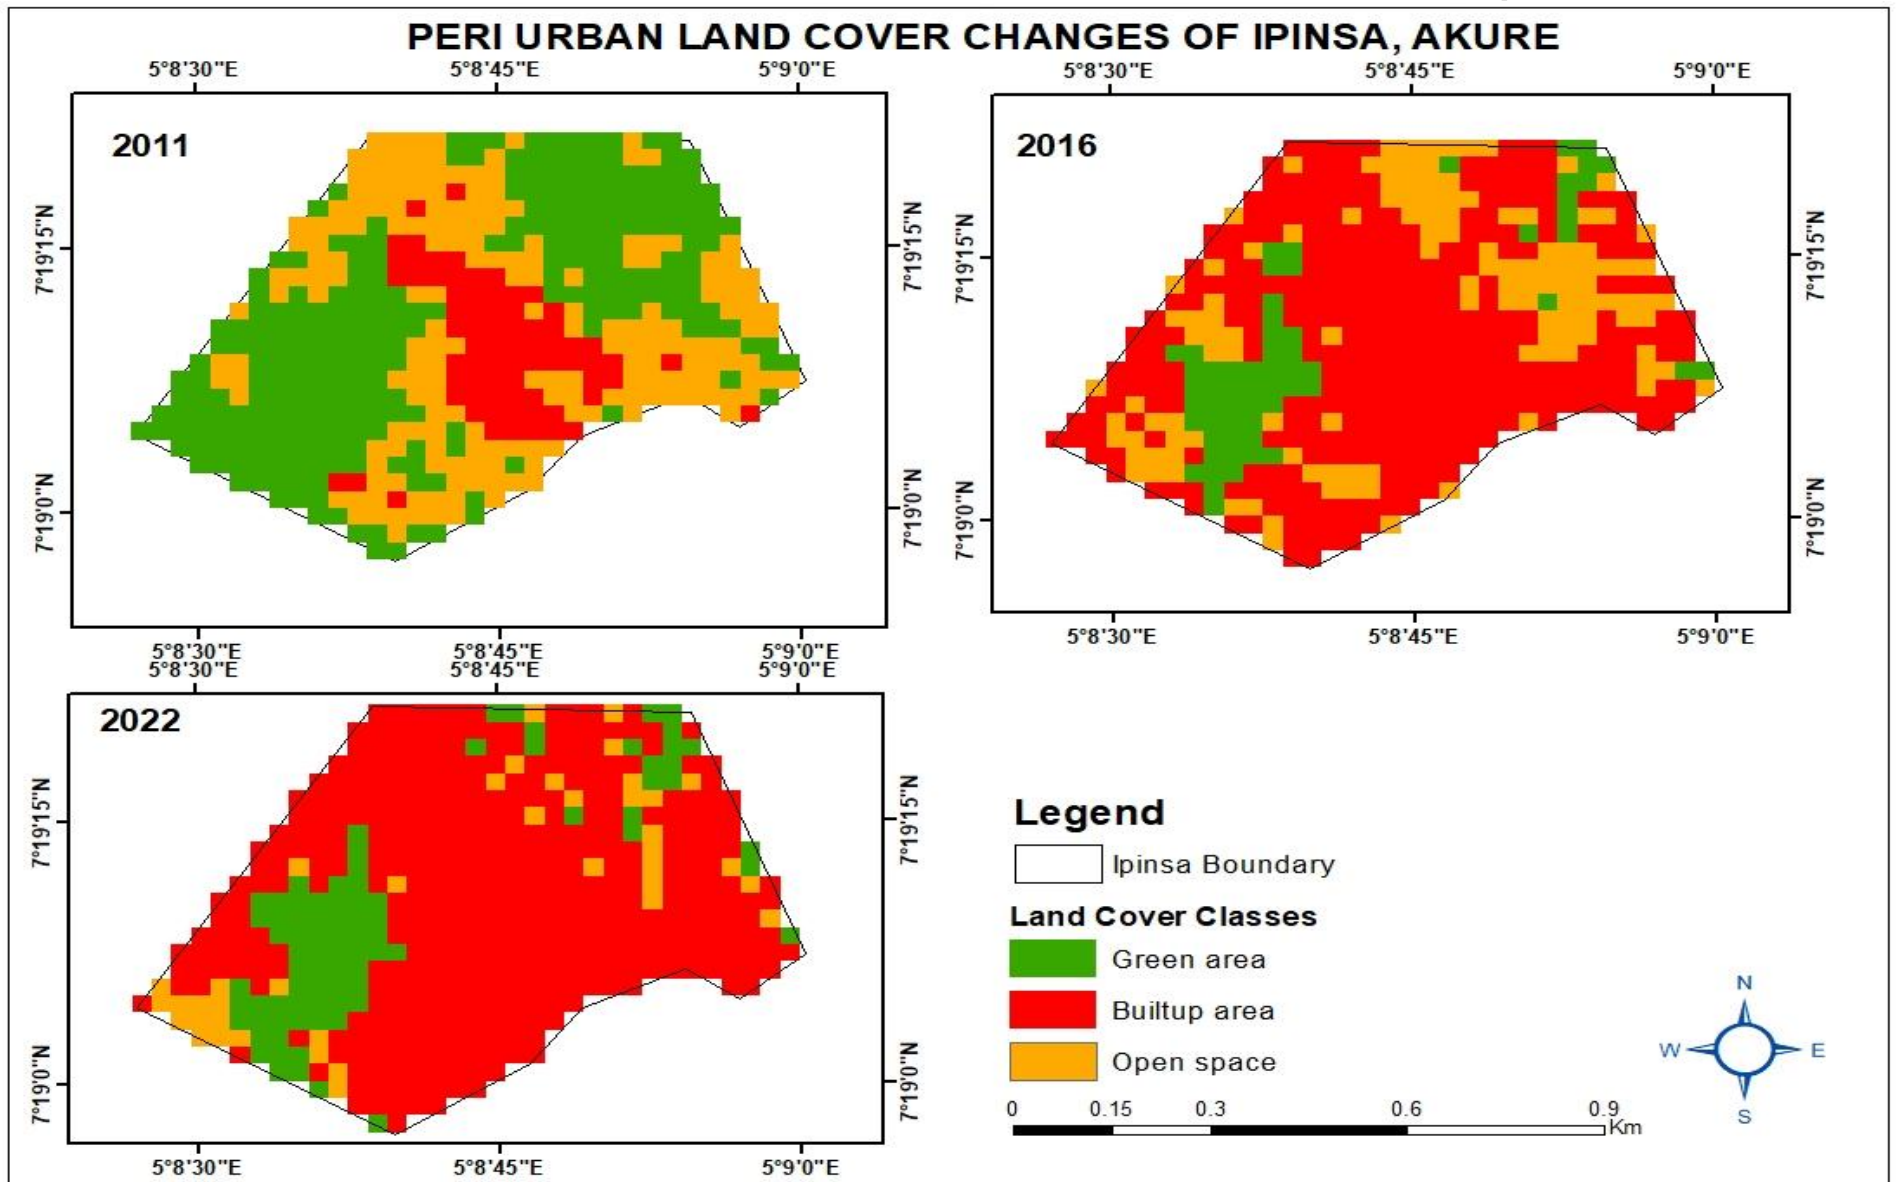 PERI URBAN LAND COVER CHANGES OF IPINSA, AKURE
5°8'30"E 5°8'45"E 5°9'0"E
2011
7°19'15"N 7°19'15"N
7°19'0"N 7°19'0"N
5°8'30"E 5°8'45"E 5°9'0"E
5°8'30"E 5°8'45"E 5°9'0"E
2016
7°19'15"N 7°19'15"N
7°19'0"N 7°19'0"N
5°8'30"E 5°8'45"E 5°9'0"E
5°8'30"E 5°8'45"E 5°9'0"E
2022
7°19'15"N 7°19'15"N
7°19'0"N 7°19'0"N
5°8'30"E 5°8'45"E 5°9'0"E
Legend
Ipinsa Boundary
Land Cover Classes
Green area
Builtup area
Open space
0 0.15 0.3 0.6 0.9
Km
N
W E
S